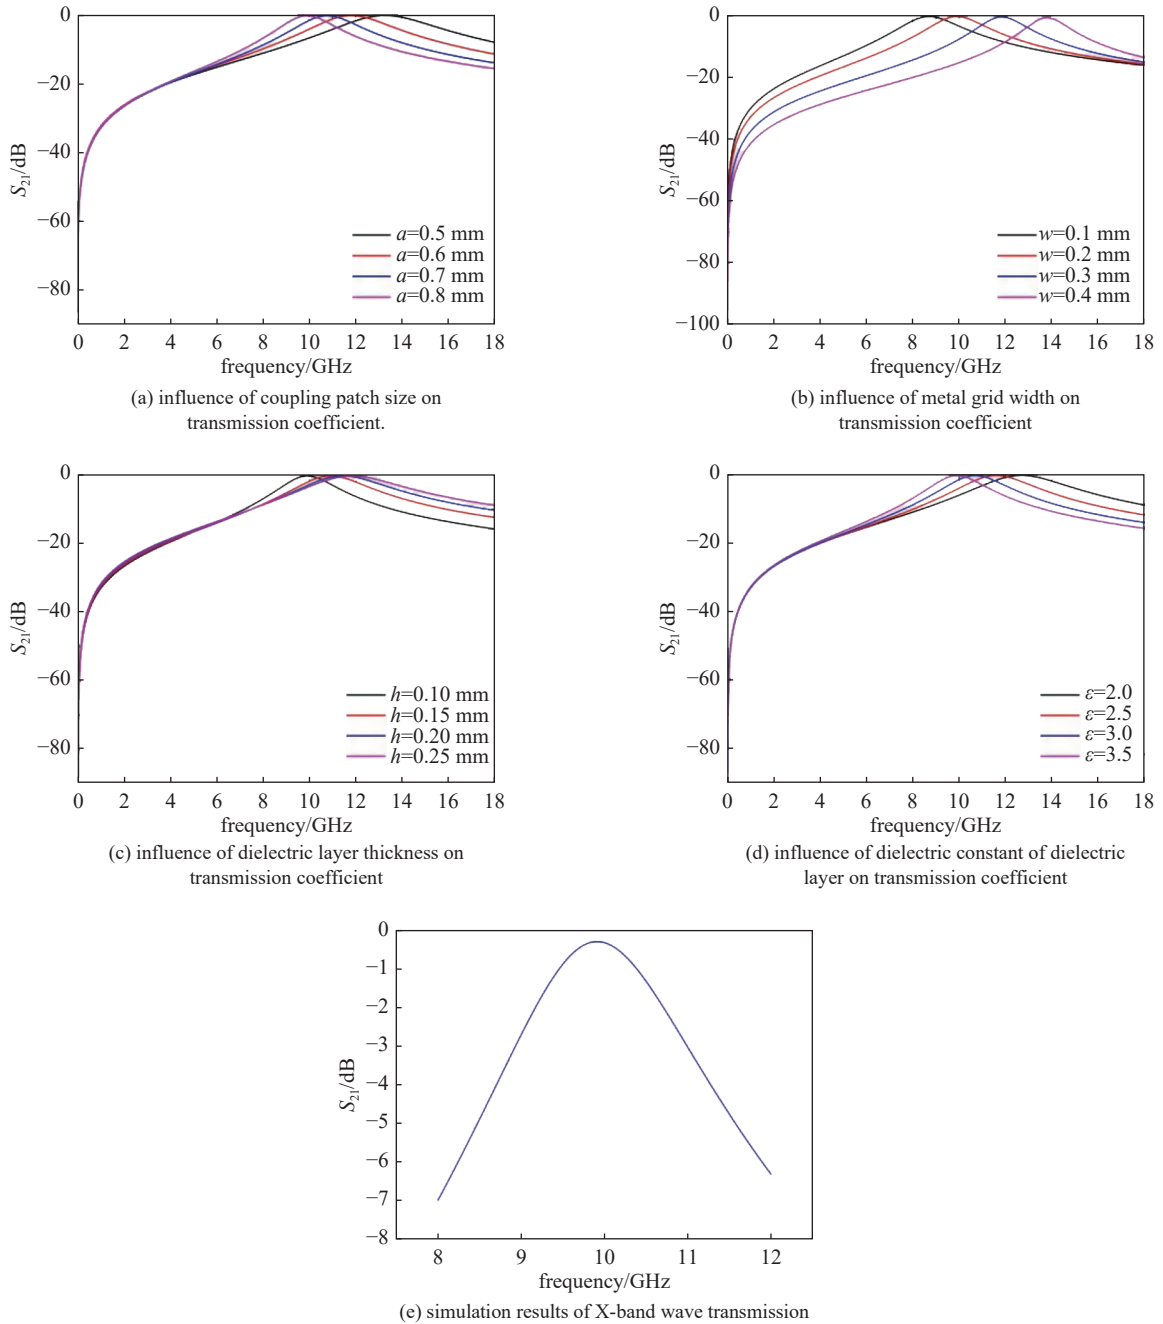 0
−20
−40
−60
−80
S21/dB
a=0.5 mm
a=0.6 mm
a=0.7 mm
a=0.8 mm
0 2 4 6 8 10 12 14 16 18
frequency/GHz
(a) influence of coupling patch size on
transmission coefficient.
0
−20
−40
−60
−80
−100
S21/dB
w=0.1 mm
w=0.2 mm
w=0.3 mm
w=0.4 mm
0 2 4 6 8 10 12 14 16 18
frequency/GHz
(b) influence of metal grid width on
transmission coefficient
0
−20
−40
−60
−80
S21/dB
h=0.10 mm
h=0.15 mm
h=0.20 mm
h=0.25 mm
0 2 4 6 8 10 12 14 16 18
frequency/GHz
(c) influence of dielectric layer thickness on
transmission coefficient
0
−20
−40
−60
−80
S21/dB
ε=2.0
ε=2.5
ε=3.0
ε=3.5
0 2 4 6 8 10 12 14 16 18
frequency/GHz
(d) influence of dielectric constant of dielectric
layer on transmission coefficient
0
−1
−2
−3
−4
−5
−6
−7
−8
S21/dB
8 9 10 11 12
frequency/GHz
(e) simulation results of X-band wave transmission